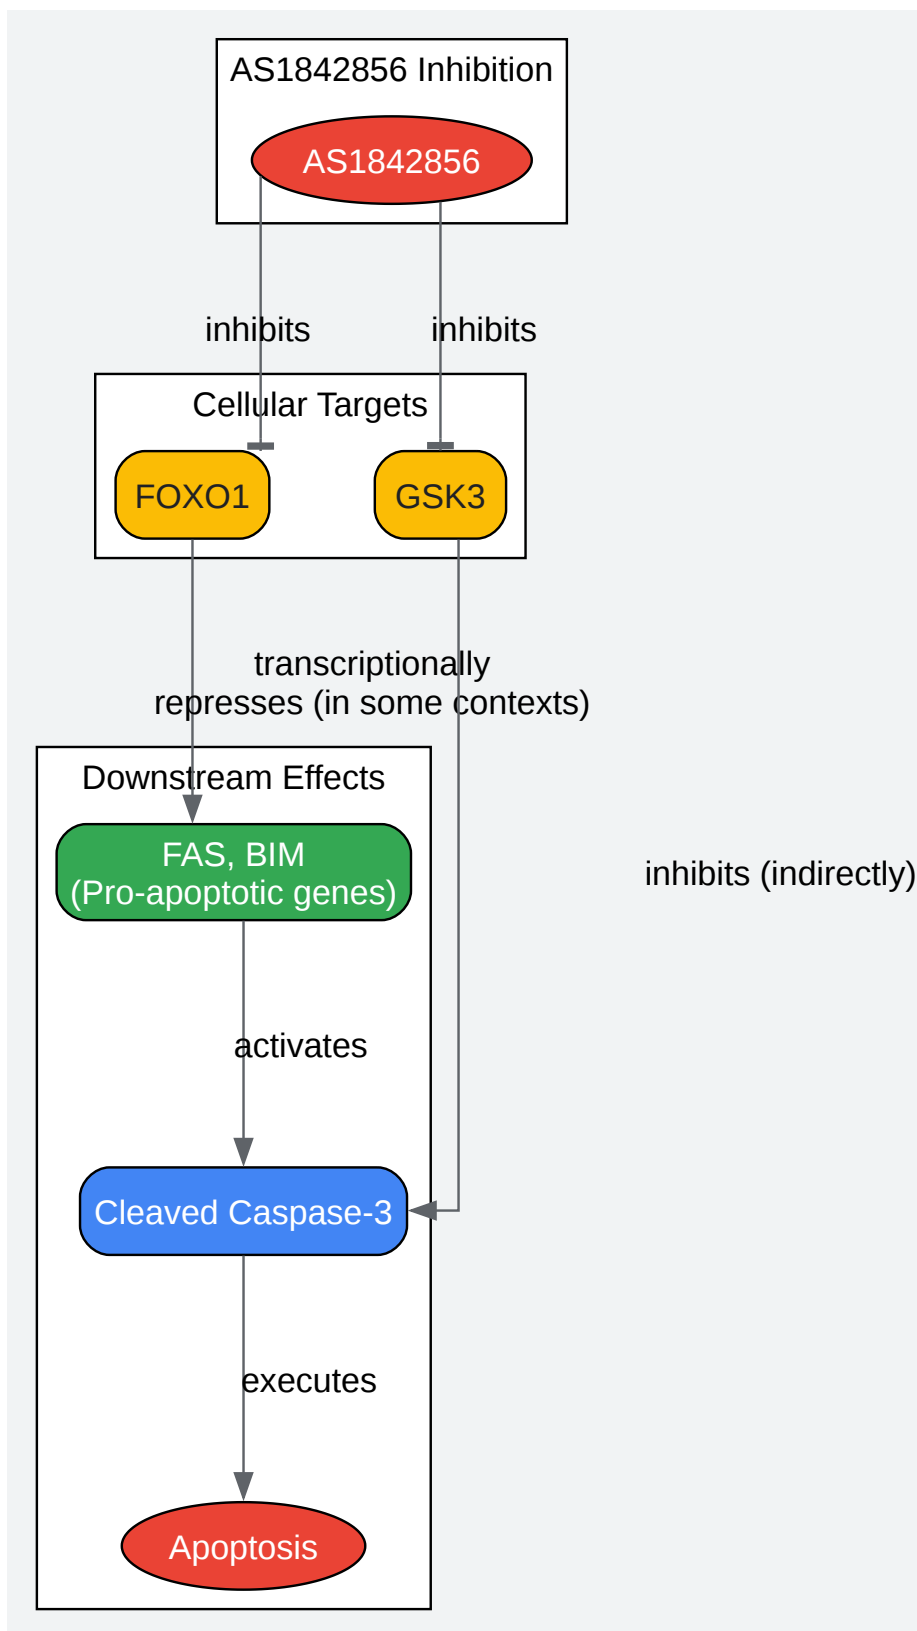 AS1842856 Inhibition
AS1842856
inhibits
inhibits
Cellular Targets
FOXO1
GSK3
transcriptionally
represses (in some contexts)
Downstream Effects
FAS, BIM
(Pro-apoptotic genes)
inhibits (indirectly)
activates
Cleaved Caspase-3
executes
Apoptosis